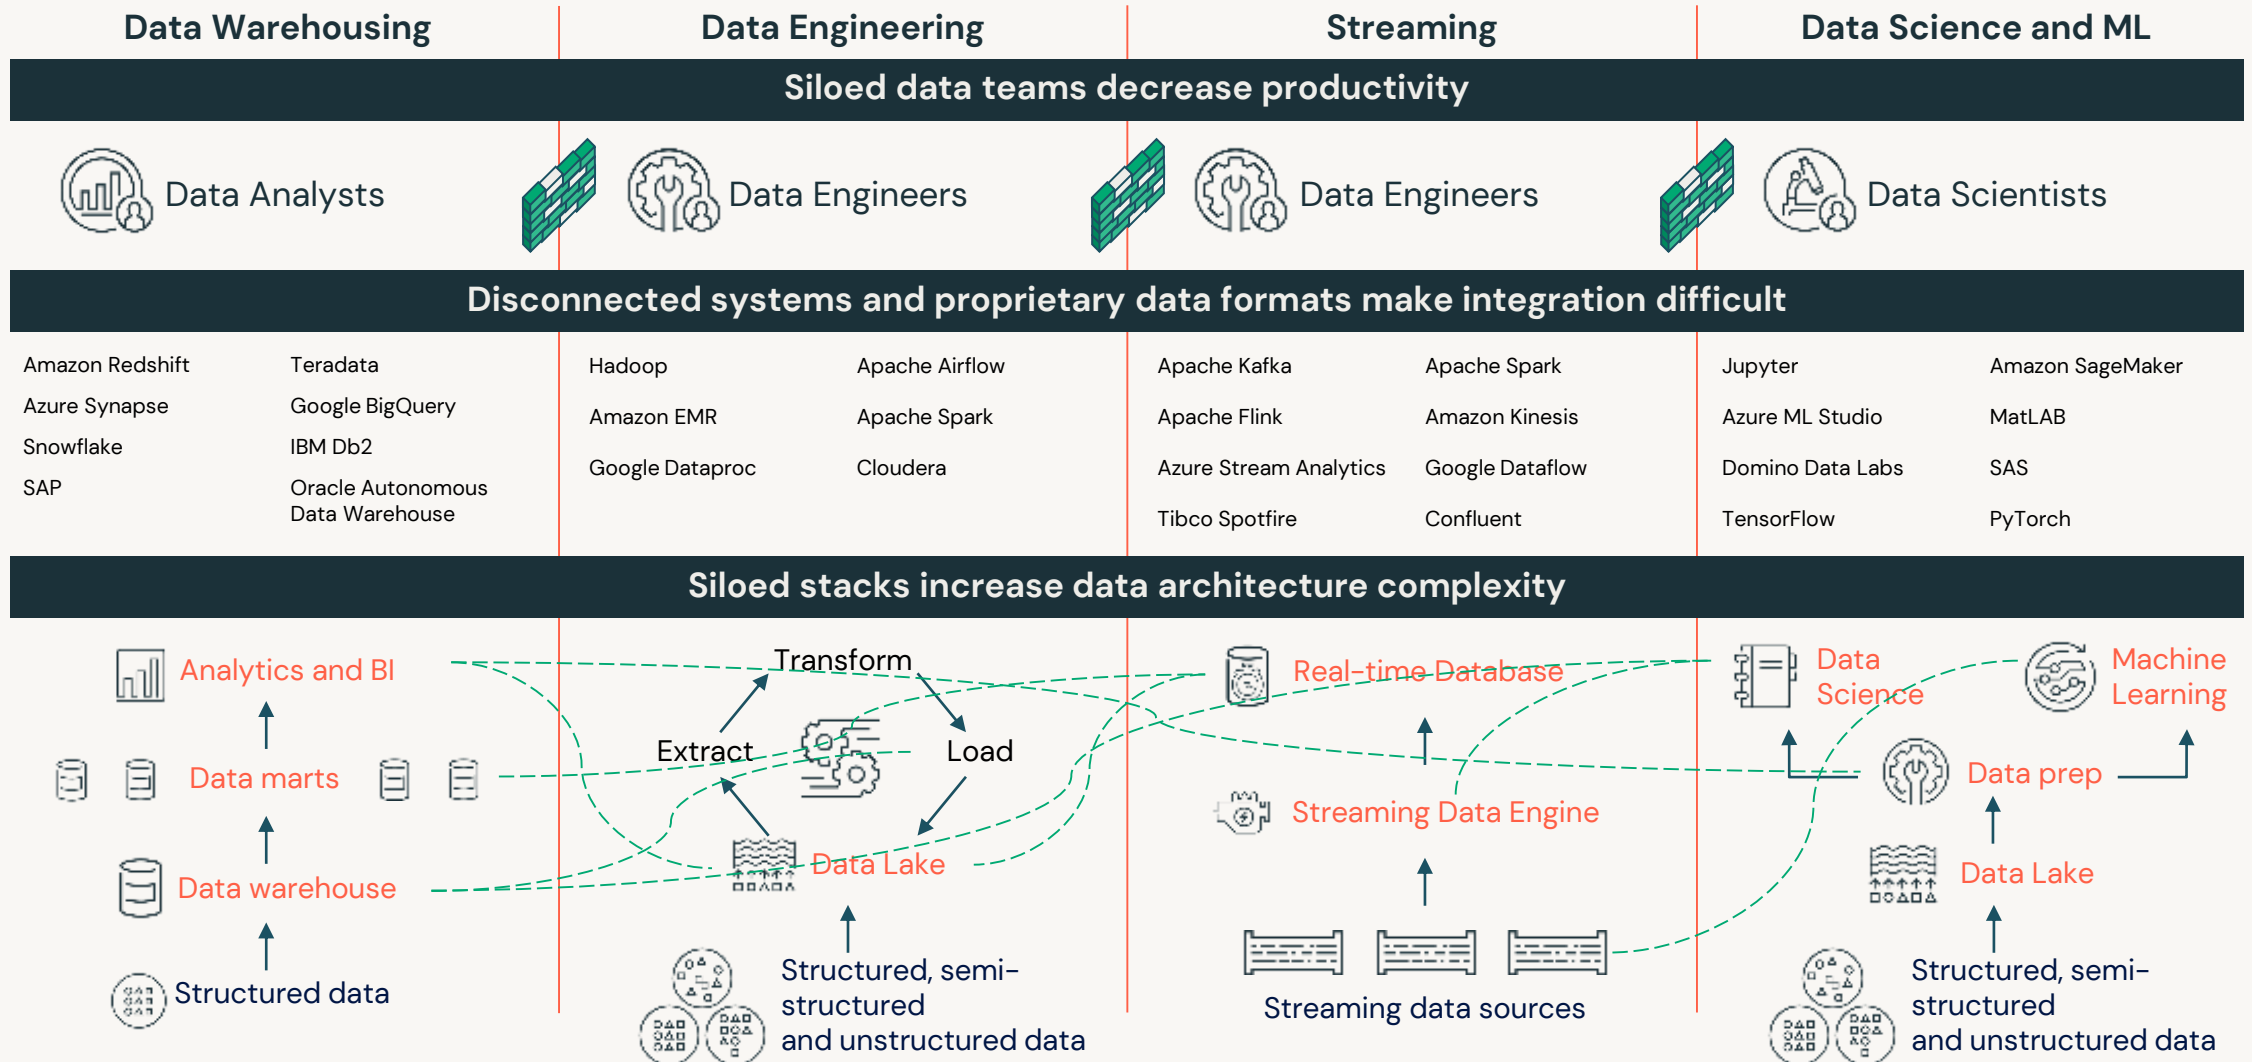 Data Warehousing
Data Engineering
Streaming
Data Science and ML
Siloed data teams decrease productivity
Data Analysts
Data Engineers
Data Engineers
Data Scientists
Disconnected systems and proprietary data formats make integration difficult
Amazon Redshift
Teradata
Azure Synapse
Google BigQuery
Snowflake
IBM Db2
SAP
Oracle Autonomous
Data Warehouse
Hadoop
Apache Airflow
Amazon EMR
Apache Spark
Google Dataproc
Cloudera
Apache Kafka
Apache Spark
Apache Flink
Amazon Kinesis
Azure Stream Analytics
Google Dataflow
Tibco Spotfire
Confluent
Jupyter
Amazon SageMaker
Azure ML Studio
MatLAB
Domino Data Labs
SAS
TensorFlow
PyTorch
Siloed stacks increase data architecture complexity
Analytics and BI
Data marts
Data warehouse
Structured data
Transform
Extract
Load
Data Lake
Structured, semi-
structured
and unstructured data
Real-time Database
Streaming Data Engine
Streaming data sources
Data
Science
Machine
Learning
Data prep
Data Lake
Structured, semi-
structured
and unstructured data